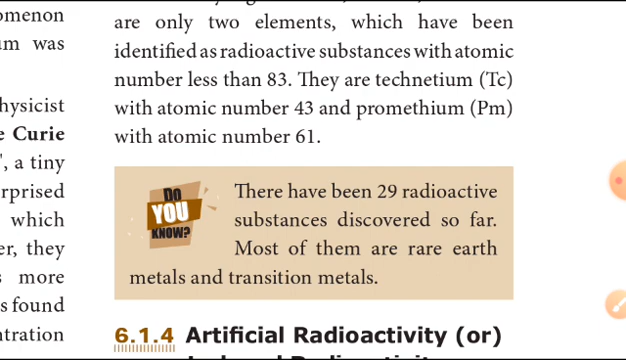 omenon
um was
hysicist
e Curie
a tiny
rprised
which
er, they
s more
s found
ntration
are only two elements, which have been
identified as radioactive substances with atomic
number less than 83. They are technetium (Tc)
with atomic number 43 and promethium (Pm)
with atomic number 61.
DO
YOU
KNOW?
There have been 29 radioactive
substances discovered so far.
Most of them are rare earth
metals and transition metals.
6.1.4 Artificial Radioactivity (or)